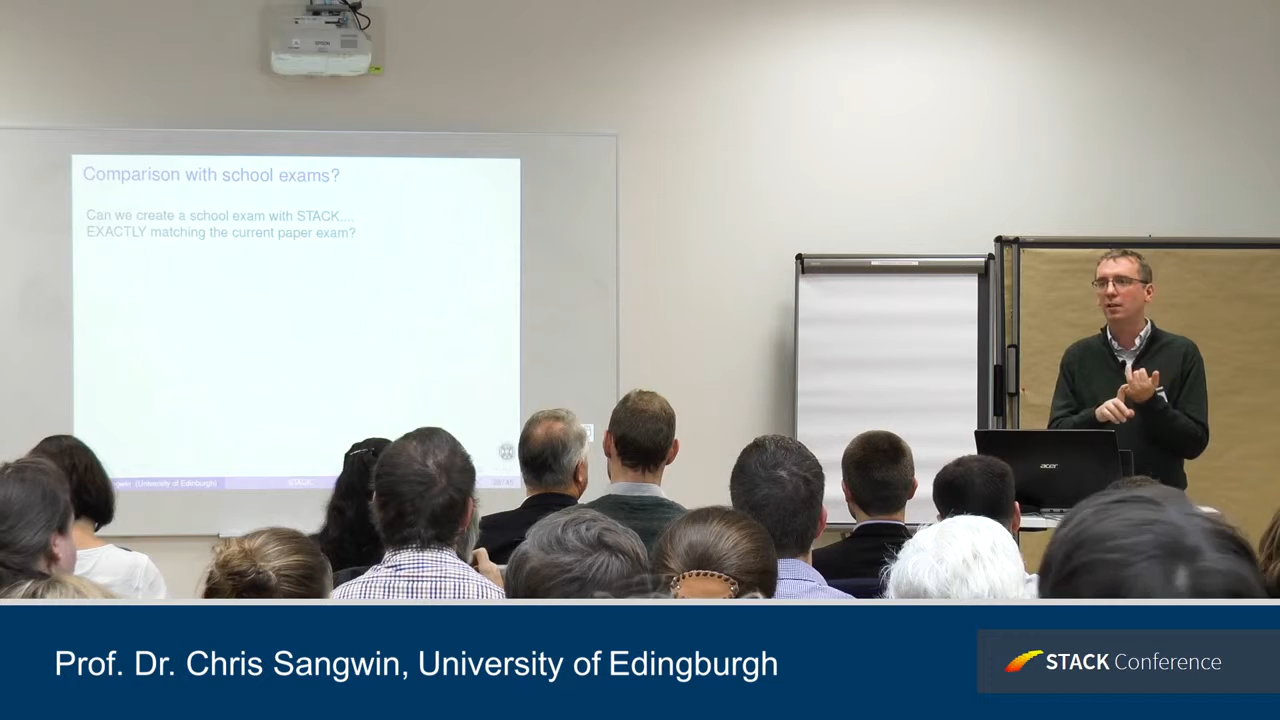 EPSON
Comparison with school exams?
Can we create a school exam with STACK....
EXACTLY matching the current paper exam?
(University of Edinburgh)
STACK
acer
Prof. Dr. Chris Sangwin, University of Edingburgh
STACK Conference